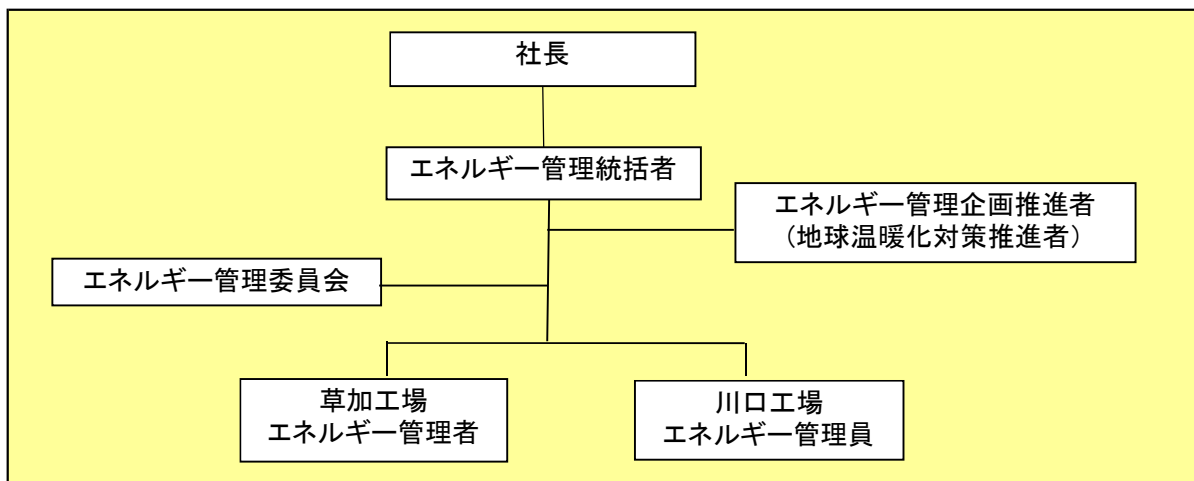 社長
エネルギー管理統括者
エネルギー管理企画推進者
（地球温暖化対策推進者）
エネルギー管理委員会
草加工場
エネルギー管理者
川口工場
エネルギー管理員